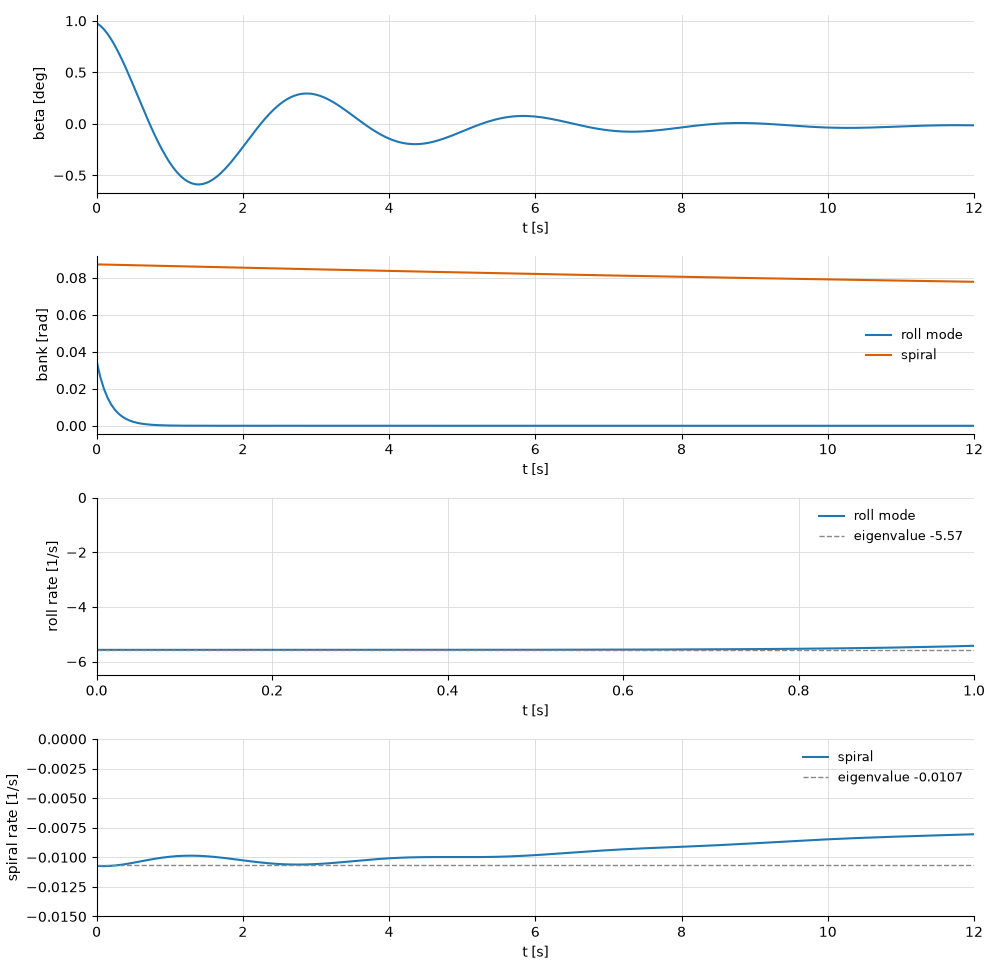 1.0
0.5
0.0
−0.5
beta [deg]
0 2 4 6 8 10 12
t [s]
0.08
0.06
0.04
0.02
0.00
bank [rad]
roll mode
spiral
0 2 4 6 8 10 12
t [s]
0
−2
−4
−6
roll rate [1/s]
roll mode
eigenvalue -5.57
0.0 0.2 0.4 0.6 0.8 1.0
t [s]
0.0000
−0.0025
−0.0050
−0.0075
−0.0100
−0.0125
−0.0150
spiral rate [1/s]
spiral
eigenvalue -0.0107
0 2 4 6 8 10 12
t [s]